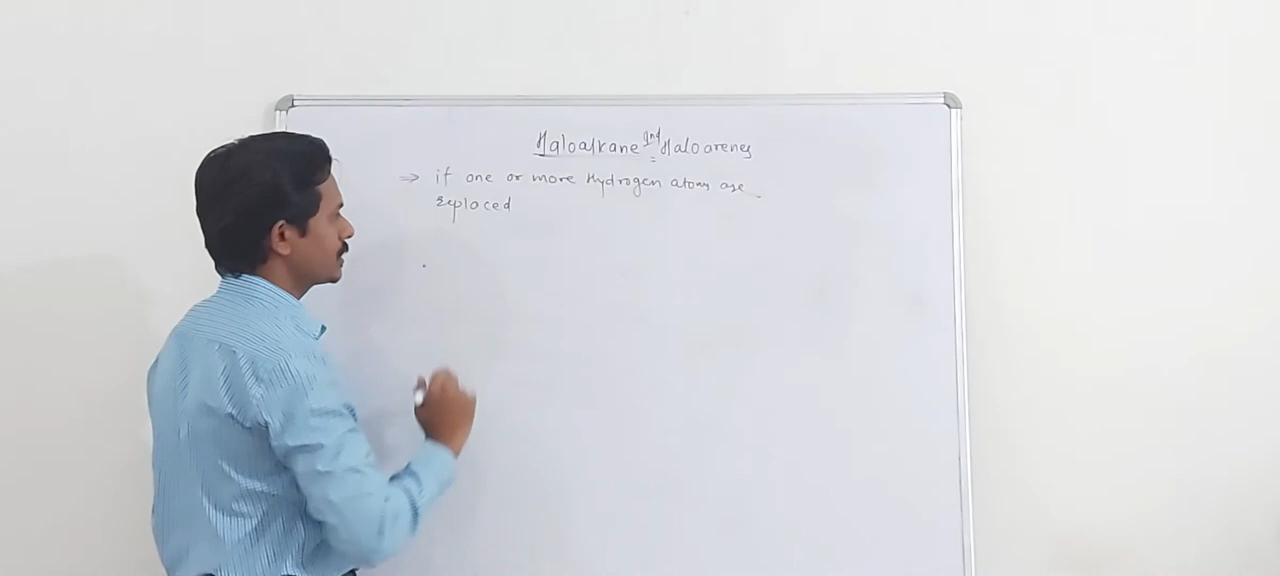 Haloalkane and Haloarenes
⇒ if one or more Hydrogen atoms are
replaced